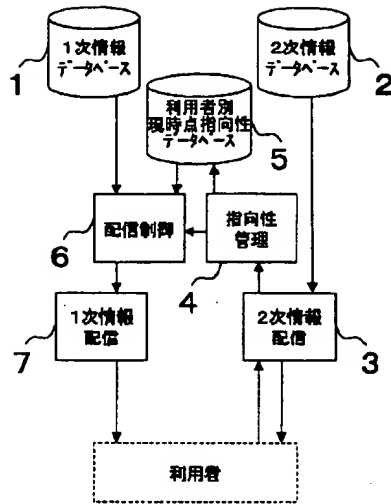 1次情報
データベース
1
2次情報
データベース
2
利用者別
現時点指向性
データベース
5
配信制御
6
指向性
管理
4
1次情報
配信
7
2次情報
配信
3
利用者